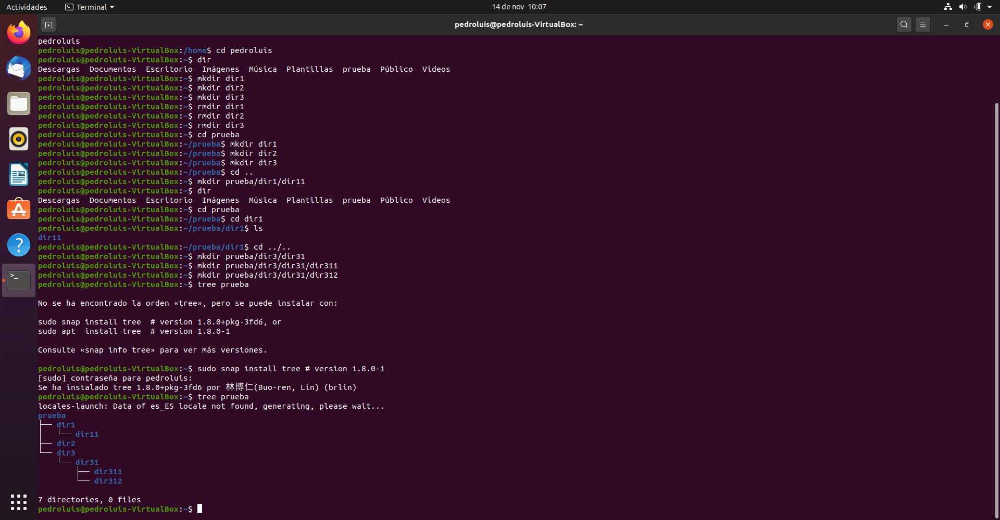 Actividades Terminal 14 de nov 10:07
pedroluis@pedroluis-VirtualBox: ~
pedroluis
pedroluis@pedroluis-VirtualBox:/home$ cd pedroluis
pedroluis@pedroluis-VirtualBox:~$ dir
Descargas  Documentos  Escritorio  Imágenes  Música  Plantillas  prueba  Público  Vídeos
pedroluis@pedroluis-VirtualBox:~$ mkdir dir1
pedroluis@pedroluis-VirtualBox:~$ mkdir dir2
pedroluis@pedroluis-VirtualBox:~$ mkdir dir3
pedroluis@pedroluis-VirtualBox:~$ rmdir dir1
pedroluis@pedroluis-VirtualBox:~$ rmdir dir2
pedroluis@pedroluis-VirtualBox:~$ rmdir dir3
pedroluis@pedroluis-VirtualBox:~$ cd prueba
pedroluis@pedroluis-VirtualBox:~/prueba$ mkdir dir1
pedroluis@pedroluis-VirtualBox:~/prueba$ mkdir dir2
pedroluis@pedroluis-VirtualBox:~/prueba$ mkdir dir3
pedroluis@pedroluis-VirtualBox:~/prueba$ cd ..
pedroluis@pedroluis-VirtualBox:~$ mkdir prueba/dir1/dir11
pedroluis@pedroluis-VirtualBox:~$ dir
Descargas  Documentos  Escritorio  Imágenes  Música  Plantillas  prueba  Público  Vídeos
pedroluis@pedroluis-VirtualBox:~$ cd prueba
pedroluis@pedroluis-VirtualBox:~/prueba$ cd dir1
pedroluis@pedroluis-VirtualBox:~/prueba/dir1$ ls
dir11
pedroluis@pedroluis-VirtualBox:~/prueba/dir1$ cd ../..
pedroluis@pedroluis-VirtualBox:~$ mkdir prueba/dir3/dir31
pedroluis@pedroluis-VirtualBox:~$ mkdir prueba/dir3/dir31/dir311
pedroluis@pedroluis-VirtualBox:~$ mkdir prueba/dir3/dir31/dir312
pedroluis@pedroluis-VirtualBox:~$ tree prueba
No se ha encontrado la orden «tree», pero se puede instalar con:
sudo snap install tree  # version 1.8.0+pkg-3fd6, or
sudo apt  install tree  # version 1.8.0-1
Consulte «snap info tree» para ver más versiones.
pedroluis@pedroluis-VirtualBox:~$ sudo snap install tree # version 1.8.0-1
[sudo] contraseña para pedroluis:
Se ha instalado tree 1.8.0+pkg-3fd6 por 林博仁(Buo-ren, Lin) (brlin)
pedroluis@pedroluis-VirtualBox:~$ tree prueba
locales-launch: Data of es_ES locale not found, generating, please wait...
prueba
├── dir1
│   └── dir11
├── dir2
└── dir3
    └── dir31
        ├── dir311
        └── dir312
7 directories, 0 files
pedroluis@pedroluis-VirtualBox:~$